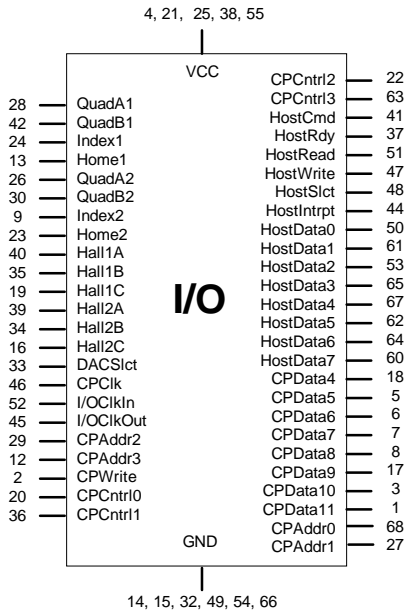 4, 21, 25, 38, 55
VCC
28 QuadA1
42 QuadB1
24 Index1
13 Home1
26 QuadA2
30 QuadB2
9 Index2
23 Home2
40 Hall1A
35 Hall1B
19 Hall1C
39 Hall2A
34 Hall2B
16 Hall2C
33 DACSlct
46 CPClk
52 I/OClkIn
45 I/OClkOut
29 CPAddr2
12 CPAddr3
2 CPWrite
20 CPCntrl0
36 CPCntrl1
I/O
CPCntrl2 22
CPCntrl3 63
HostCmd 41
HostRdy 37
HostRead 51
HostWrite 47
HostSlct 48
HostIntrpt 44
HostData0 50
HostData1 61
HostData2 53
HostData3 65
HostData4 67
HostData5 62
HostData6 64
HostData7 60
CPData4 18
CPData5 5
CPData6 6
CPData7 7
CPData8 8
CPData9 17
CPData10 3
CPData11 1
CPAddr0 68
CPAddr1 27
GND
14, 15, 32, 49, 54, 66